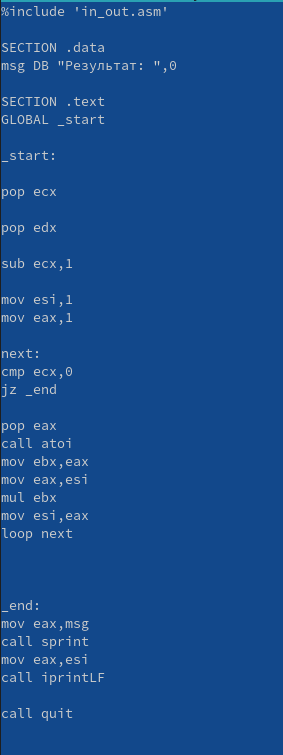 %include 'in_out.asm'
SECTION .data
msg DB "Результат: ",0
SECTION .text
GLOBAL _start
_start:
pop ecx
pop edx
sub ecx,1
mov esi,1
mov eax,1
next:
cmp ecx,0
jz _end
pop eax
call atoi
mov ebx,eax
mov eax,esi
mul ebx
mov esi,eax
loop next
_end:
mov eax,msg
call sprint
mov eax,esi
call iprintLF
call quit